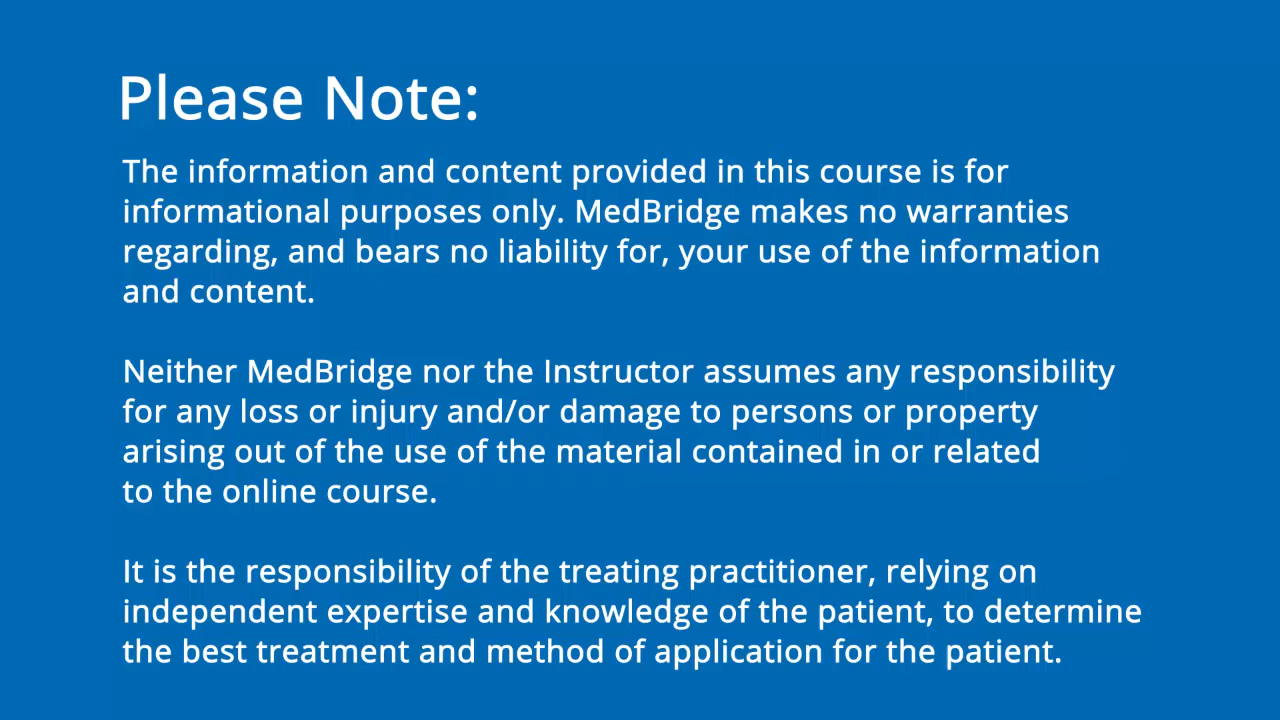 Please Note:
The information and content provided in this course is for
informational purposes only. MedBridge makes no warranties
regarding, and bears no liability for, your use of the information
and content.
Neither MedBridge nor the Instructor assumes any responsibility
for any loss or injury and/or damage to persons or property
arising out of the use of the material contained in or related
to the online course.
It is the responsibility of the treating practitioner, relying on
independent expertise and knowledge of the patient, to determine
the best treatment and method of application for the patient.